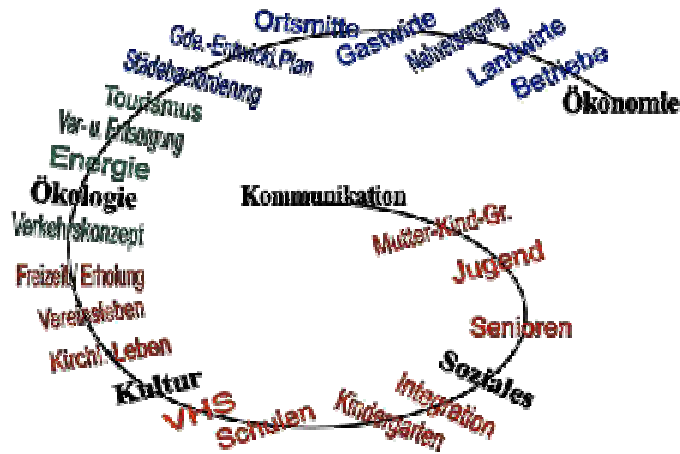 Kommunikation
Mutter-Kind-Gr.
Jugend
Senioren
Soziales
Integration
Kindergarten
Schulen
VHS
Kultur
Kirchl. Leben
Vereinsleben
Freizeit / Erholung
Verkehrskonzept
Ökologie
Energie
Ver- u. Entsorgung
Tourismus
Städebauförderung
Gde.-Entwickl.Plan
Ortsmitte
Gastwirte
Nahversorgung
Landwirte
Betriebe
Ökonomie